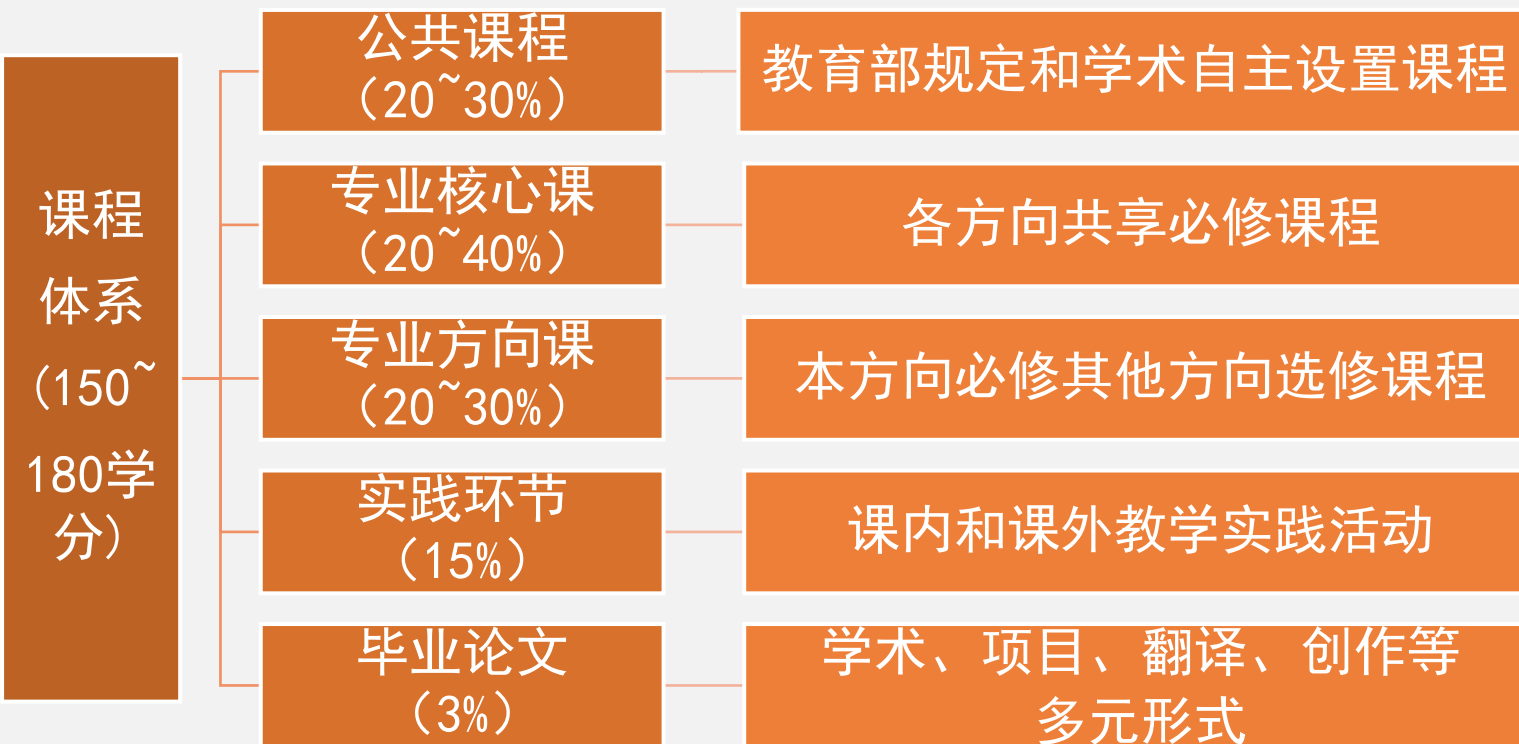 课程
体系
(150~
180学
分)
公共课程
(20~30%)
教育部规定和学术自主设置课程
专业核心课
(20~40%)
各方向共享必修课程
专业方向课
(20~30%)
本方向必修其他方向选修课程
实践环节
(15%)
课内和课外教学实践活动
毕业论文
(3%)
学术、项目、翻译、创作等
多元形式